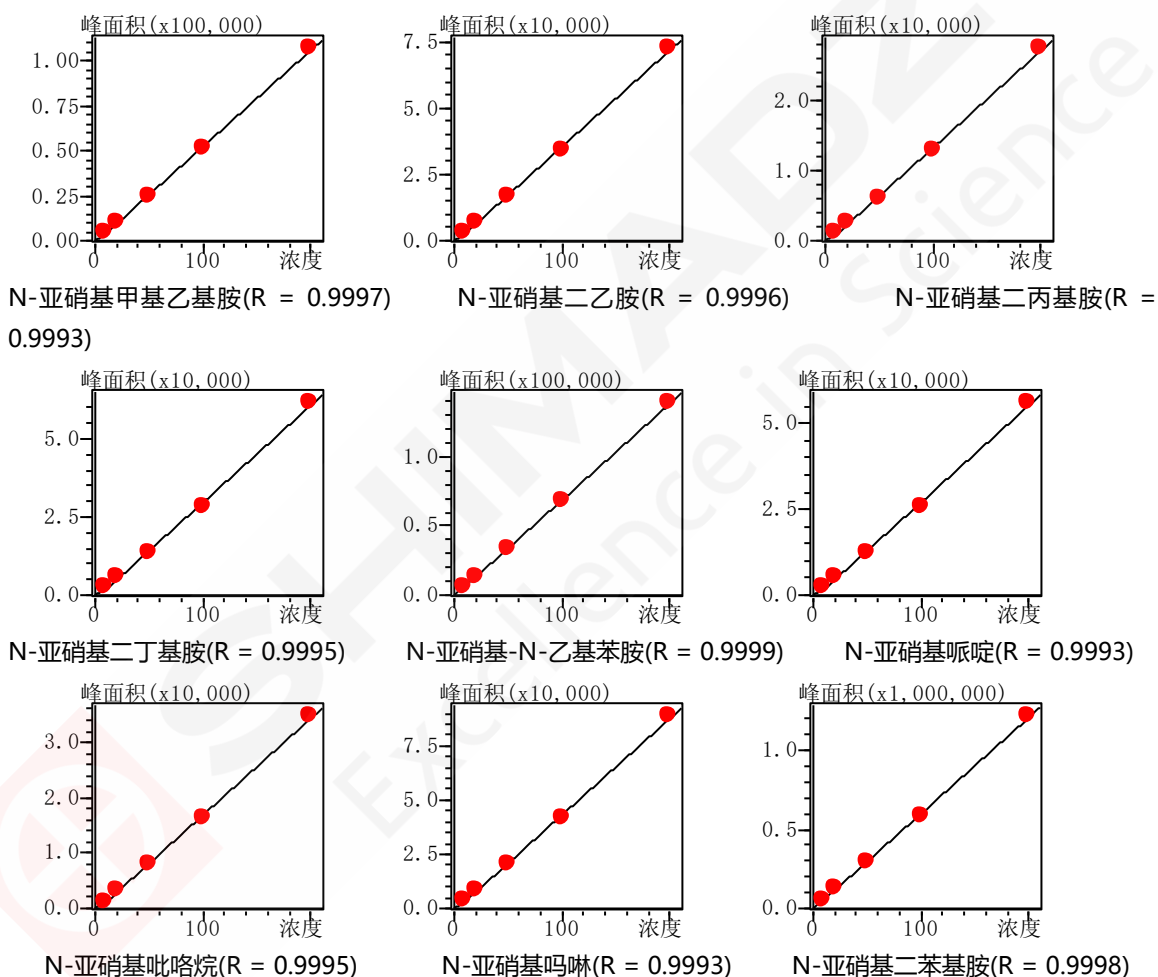 峰面积(x100,000)
峰面积(x10,000)
峰面积(x10,000)
1.00
0.75
0.50
0.25
0.00
0
100
浓度
7.5
5.0
2.5
0.0
0
100
浓度
2.0
1.0
0.0
0
100
浓度
N-亚硝基甲基乙基胺(R = 0.9997) N-亚硝基二乙胺(R = 0.9996) N-亚硝基二丙基胺(R =
0.9993)
峰面积(x10,000)
峰面积(x100,000)
峰面积(x10,000)
5.0
2.5
0.0
0
100
浓度
1.0
0.5
0.0
0
100
浓度
5.0
2.5
0.0
0
100
浓度
N-亚硝基二丁基胺(R = 0.9995) N-亚硝基-N-乙基苯胺(R = 0.9999) N-亚硝基哌啶(R = 0.9993)
峰面积(x10,000)
峰面积(x10,000)
峰面积(x1,000,000)
3.0
2.0
1.0
0.0
0
100
浓度
7.5
5.0
2.5
0.0
0
100
浓度
1.0
0.5
0.0
0
100
浓度
N-亚硝基吡咯烷(R = 0.9995) N-亚硝基吗啉(R = 0.9993) N-亚硝基二苯基胺(R = 0.9998)
SHIMADZ
Excellence in Science